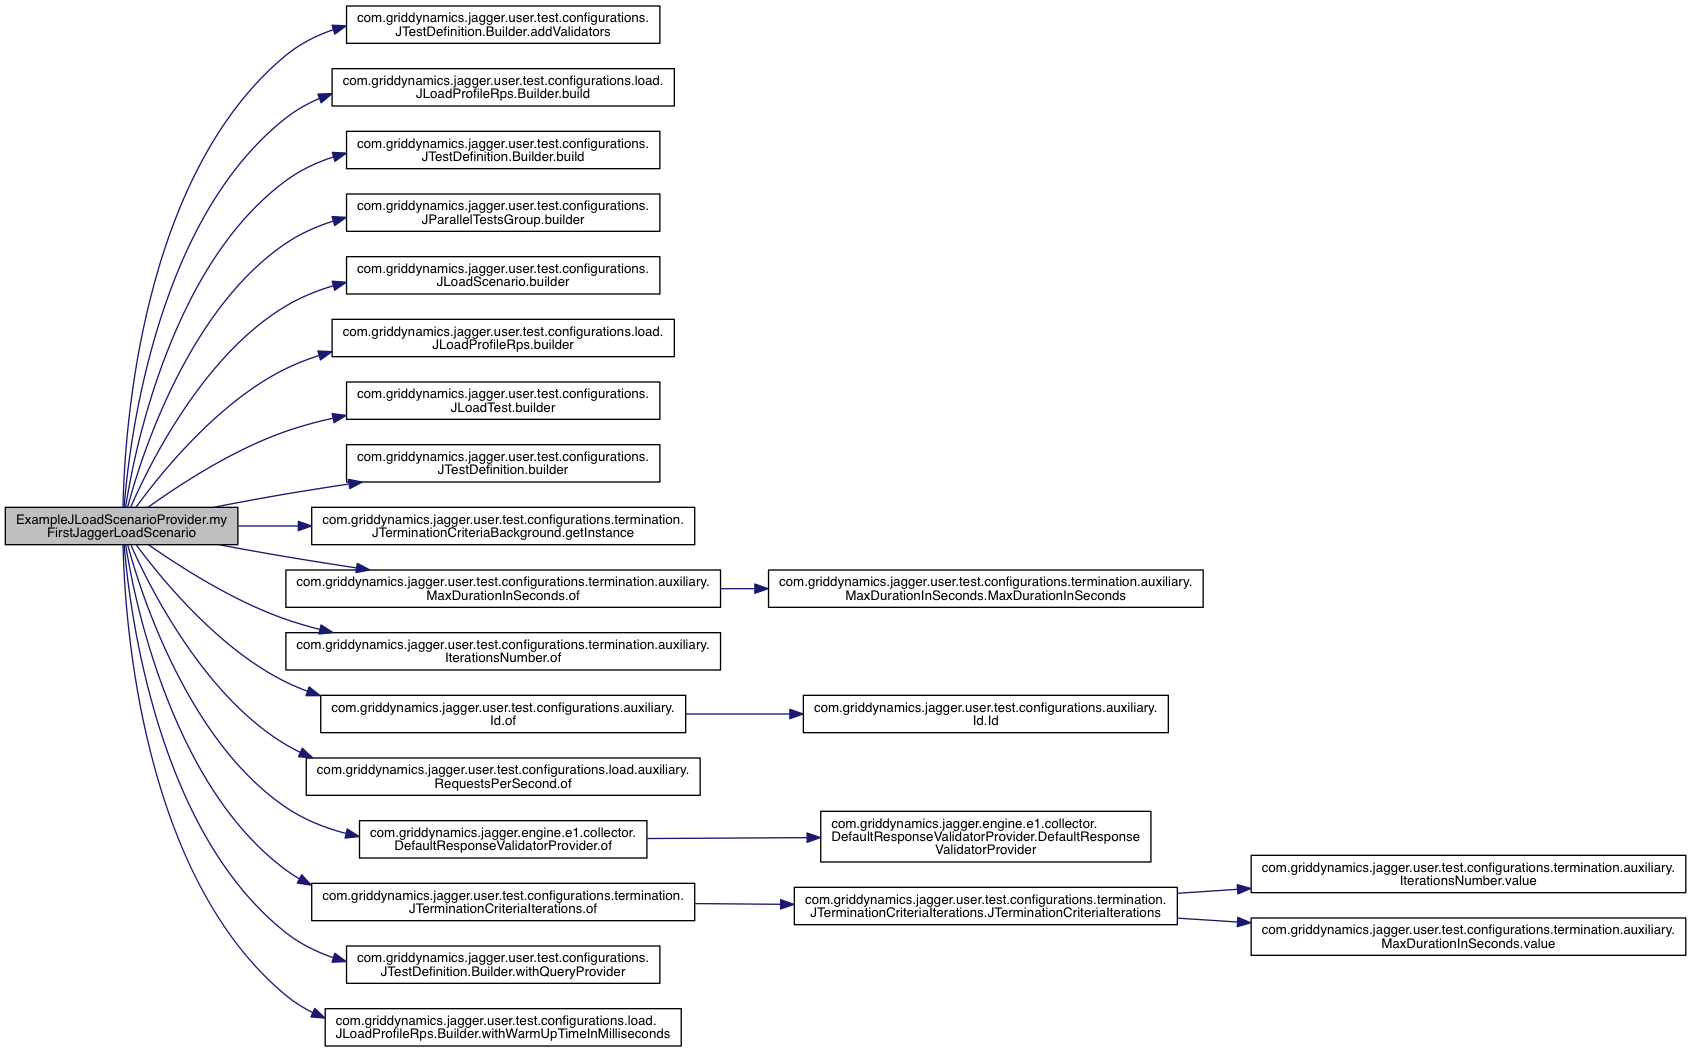 com.griddynamics.jagger.user.test.configurations.
JTestDefinition.Builder.addValidators
com.griddynamics.jagger.user.test.configurations.load.
JLoadProfileRps.Builder.build
com.griddynamics.jagger.user.test.configurations.
JTestDefinition.Builder.build
com.griddynamics.jagger.user.test.configurations.
JParallelTestsGroup.builder
com.griddynamics.jagger.user.test.configurations.
JLoadScenario.builder
com.griddynamics.jagger.user.test.configurations.load.
JLoadProfileRps.builder
com.griddynamics.jagger.user.test.configurations.
JLoadTest.builder
com.griddynamics.jagger.user.test.configurations.
JTestDefinition.builder
ExampleJLoadScenarioProvider.my
FirstJaggerLoadScenario
com.griddynamics.jagger.user.test.configurations.termination.
JTerminationCriteriaBackground.getInstance
com.griddynamics.jagger.user.test.configurations.termination.auxiliary.
MaxDurationInSeconds.of
com.griddynamics.jagger.user.test.configurations.termination.auxiliary.
MaxDurationInSeconds.MaxDurationInSeconds
com.griddynamics.jagger.user.test.configurations.termination.auxiliary.
IterationsNumber.of
com.griddynamics.jagger.user.test.configurations.auxiliary.
Id.of
com.griddynamics.jagger.user.test.configurations.auxiliary.
Id.Id
com.griddynamics.jagger.user.test.configurations.load.auxiliary.
RequestsPerSecond.of
com.griddynamics.jagger.engine.e1.collector.
DefaultResponseValidatorProvider.of
com.griddynamics.jagger.engine.e1.collector.
DefaultResponseValidatorProvider.DefaultResponse
ValidatorProvider
com.griddynamics.jagger.user.test.configurations.termination.
JTerminationCriteriaIterations.of
com.griddynamics.jagger.user.test.configurations.termination.
JTerminationCriteriaIterations.JTerminationCriteriaIterations
com.griddynamics.jagger.user.test.configurations.termination.auxiliary.
IterationsNumber.value
com.griddynamics.jagger.user.test.configurations.termination.auxiliary.
MaxDurationInSeconds.value
com.griddynamics.jagger.user.test.configurations.
JTestDefinition.Builder.withQueryProvider
com.griddynamics.jagger.user.test.configurations.load.
JLoadProfileRps.Builder.withWarmUpTimeInMilliseconds